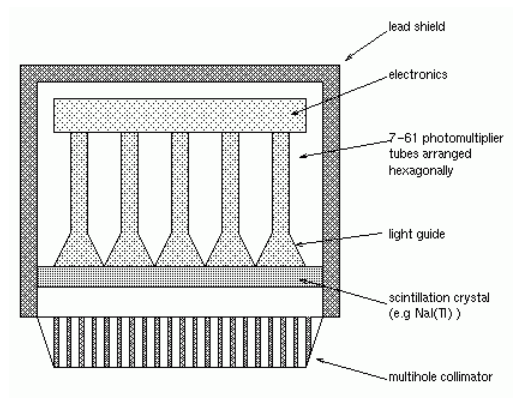 lead shield
electronics
7-61 photomultiplier
tubes arranged
hexagonally
light guide
scintillation crystal
(e.g NaI(Tl) )
multihole collimator